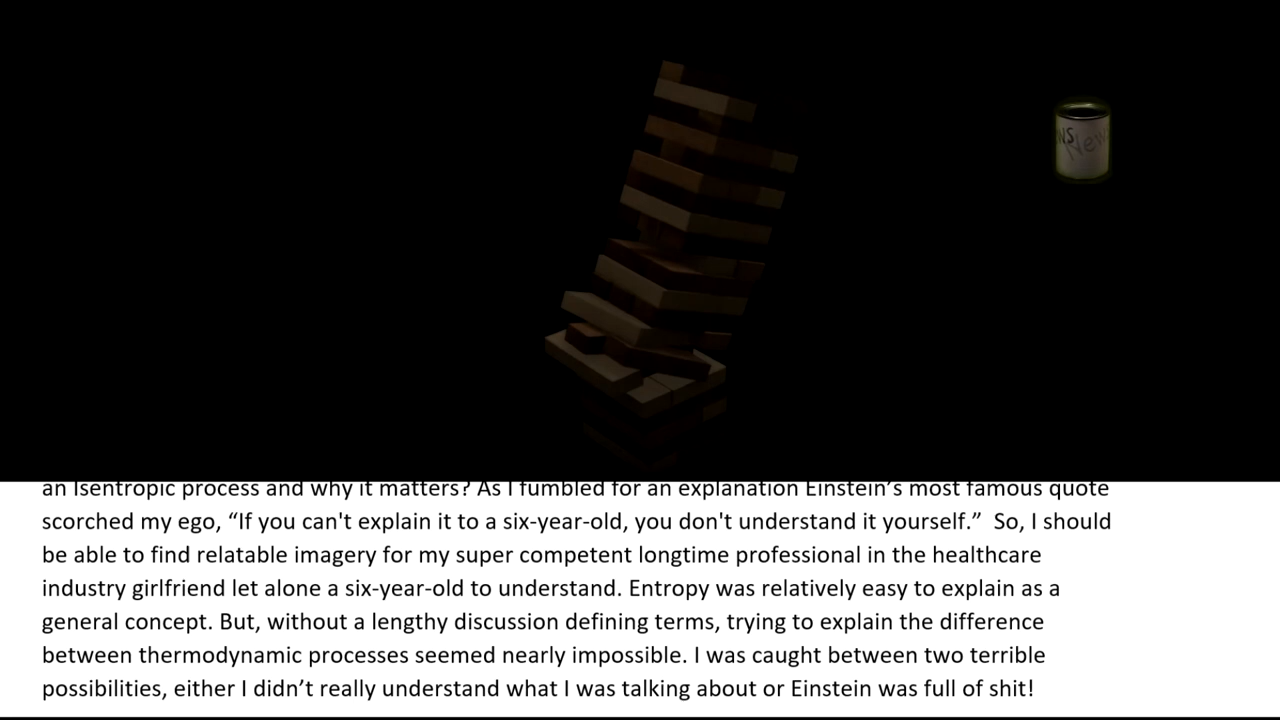 WS
New
an Isentropic process and why it matters? As I fumbled for an explanation Einstein’s most famous quote
scorched my ego, “If you can't explain it to a six-year-old, you don't understand it yourself.”  So, I should
be able to find relatable imagery for my super competent longtime professional in the healthcare
industry girlfriend let alone a six-year-old to understand. Entropy was relatively easy to explain as a
general concept. But, without a lengthy discussion defining terms, trying to explain the difference
between thermodynamic processes seemed nearly impossible. I was caught between two terrible
possibilities, either I didn’t really understand what I was talking about or Einstein was full of shit!